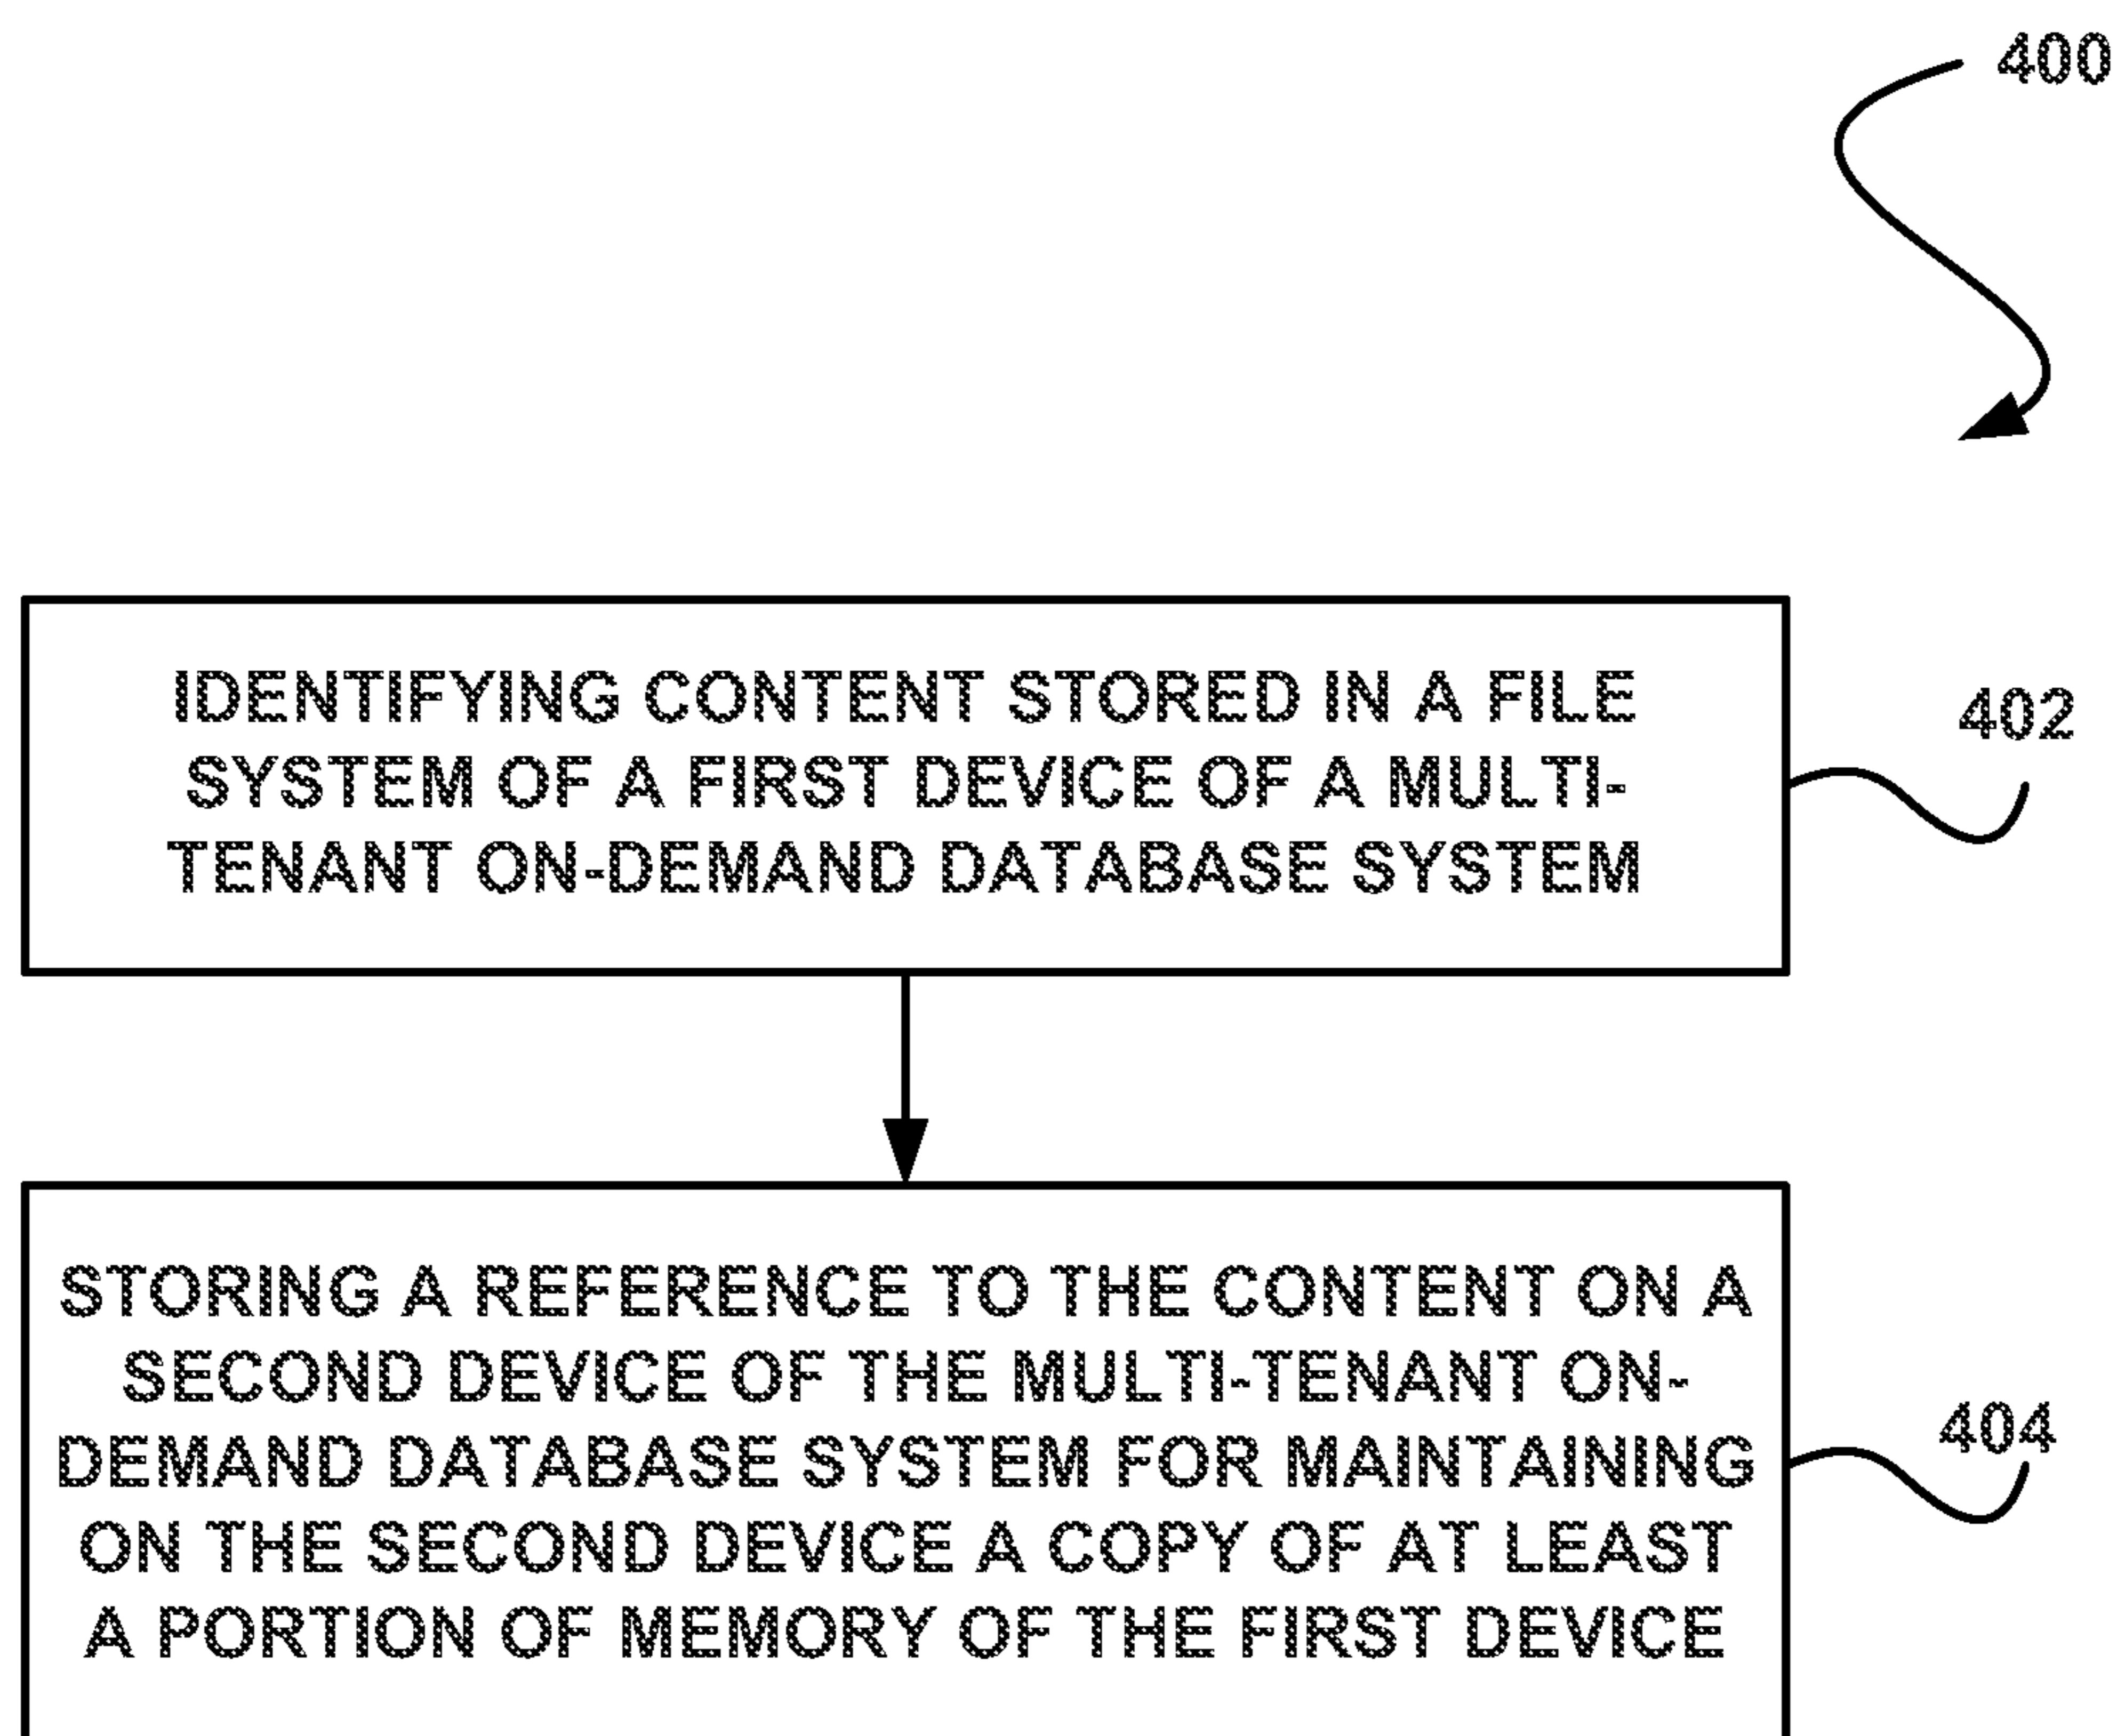 400
IDENTIFYING CONTENT STORED IN A FILE
SYSTEM OF A FIRST DEVICE OF A MULTI-
TENANT ON-DEMAND DATABASE SYSTEM
402
STORING A REFERENCE TO THE CONTENT ON A
SECOND DEVICE OF THE MULTI-TENANT ON-
DEMAND DATABASE SYSTEM FOR MAINTAINING
ON THE SECOND DEVICE A COPY OF AT LEAST
A PORTION OF MEMORY OF THE FIRST DEVICE
404